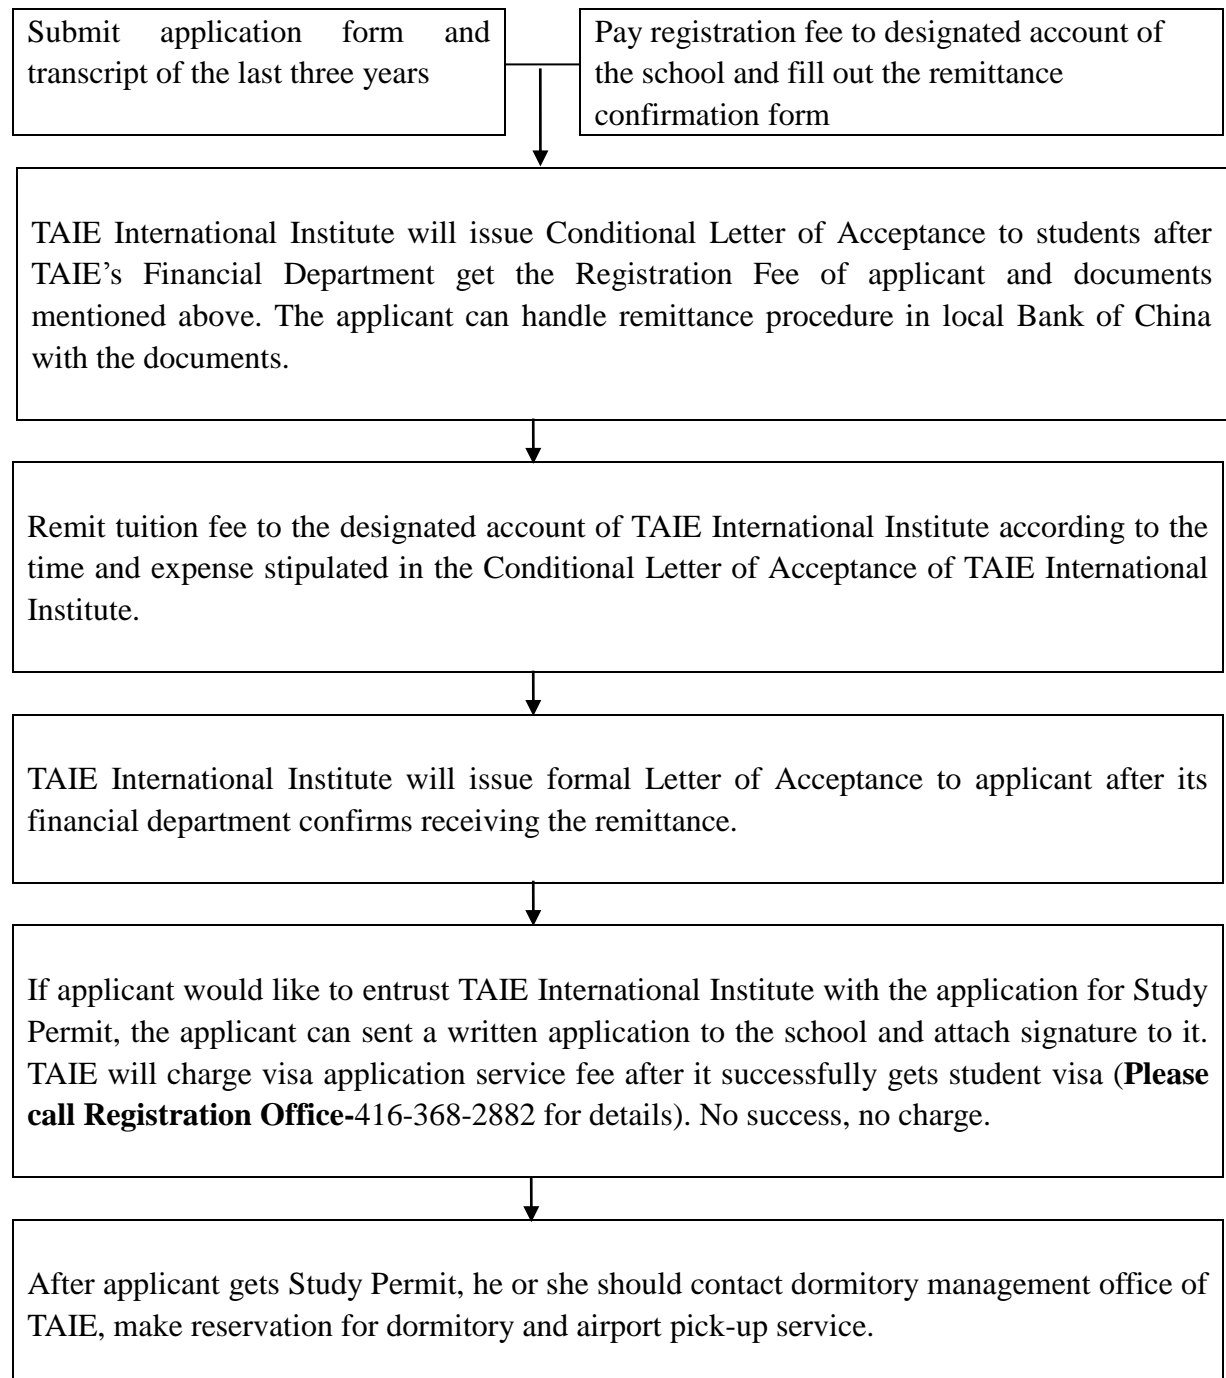 Submit application form and
transcript of the last three years
Pay registration fee to designated account of
the school and fill out the remittance
confirmation form
TAIE International Institute will issue Conditional Letter of Acceptance to students after
TAIE’s Financial Department get the Registration Fee of applicant and documents
mentioned above. The applicant can handle remittance procedure in local Bank of China
with the documents.
Remit tuition fee to the designated account of TAIE International Institute according to the
time and expense stipulated in the Conditional Letter of Acceptance of TAIE International
Institute.
TAIE International Institute will issue formal Letter of Acceptance to applicant after its
financial department confirms receiving the remittance.
If applicant would like to entrust TAIE International Institute with the application for Study
Permit, the applicant can sent a written application to the school and attach signature to it.
TAIE will charge visa application service fee after it successfully gets student visa (Please
call Registration Office-416-368-2882 for details). No success, no charge.
After applicant gets Study Permit, he or she should contact dormitory management office of
TAIE, make reservation for dormitory and airport pick-up service.